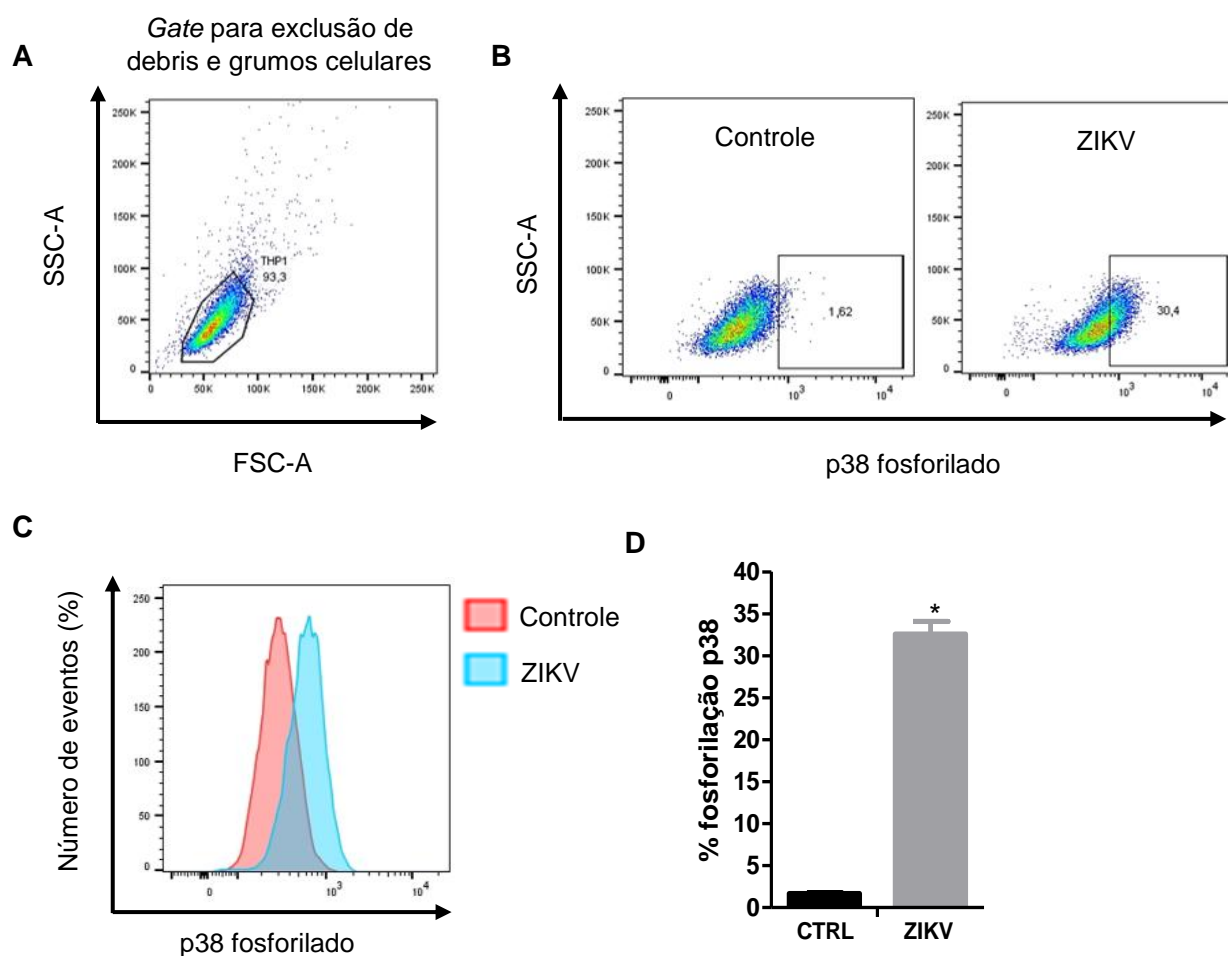 A
Gate para exclusão de
debris e grumos celulares
SSC-A
250K
200K
150K
100K
50K
0
THP1
93,3
0 50K 100K 150K 200K 250K
FSC-A
B
SSC-A
250K
200K
150K
100K
50K
0
Controle
1,62
0 10³ 10⁴
250K
200K
150K
100K
50K
0
ZIKV
30,4
0 10³ 10⁴
p38 fosforilado
C
Número de eventos (%)
250
200
150
100
50
0
0 10³ 10⁴
p38 fosforilado
Controle
ZIKV
D
% fosforilação p38
40
35
30
25
20
15
10
5
0
*
CTRL ZIKV